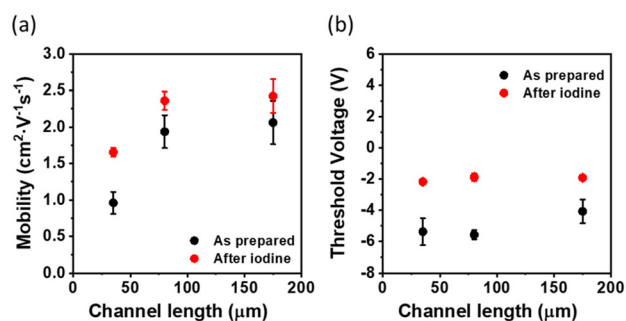 (a)
Mobility (cm²·V⁻¹s⁻¹)
3.0
2.5
2.0
1.5
1.0
0.5
0.0
As prepared
After iodine
0 50 100 150 200
Channel length (μm)
(b)
Threshold Voltage (V)
6
4
2
0
-2
-4
-6
-8
As prepared
After iodine
0 50 100 150 200
Channel length (μm)